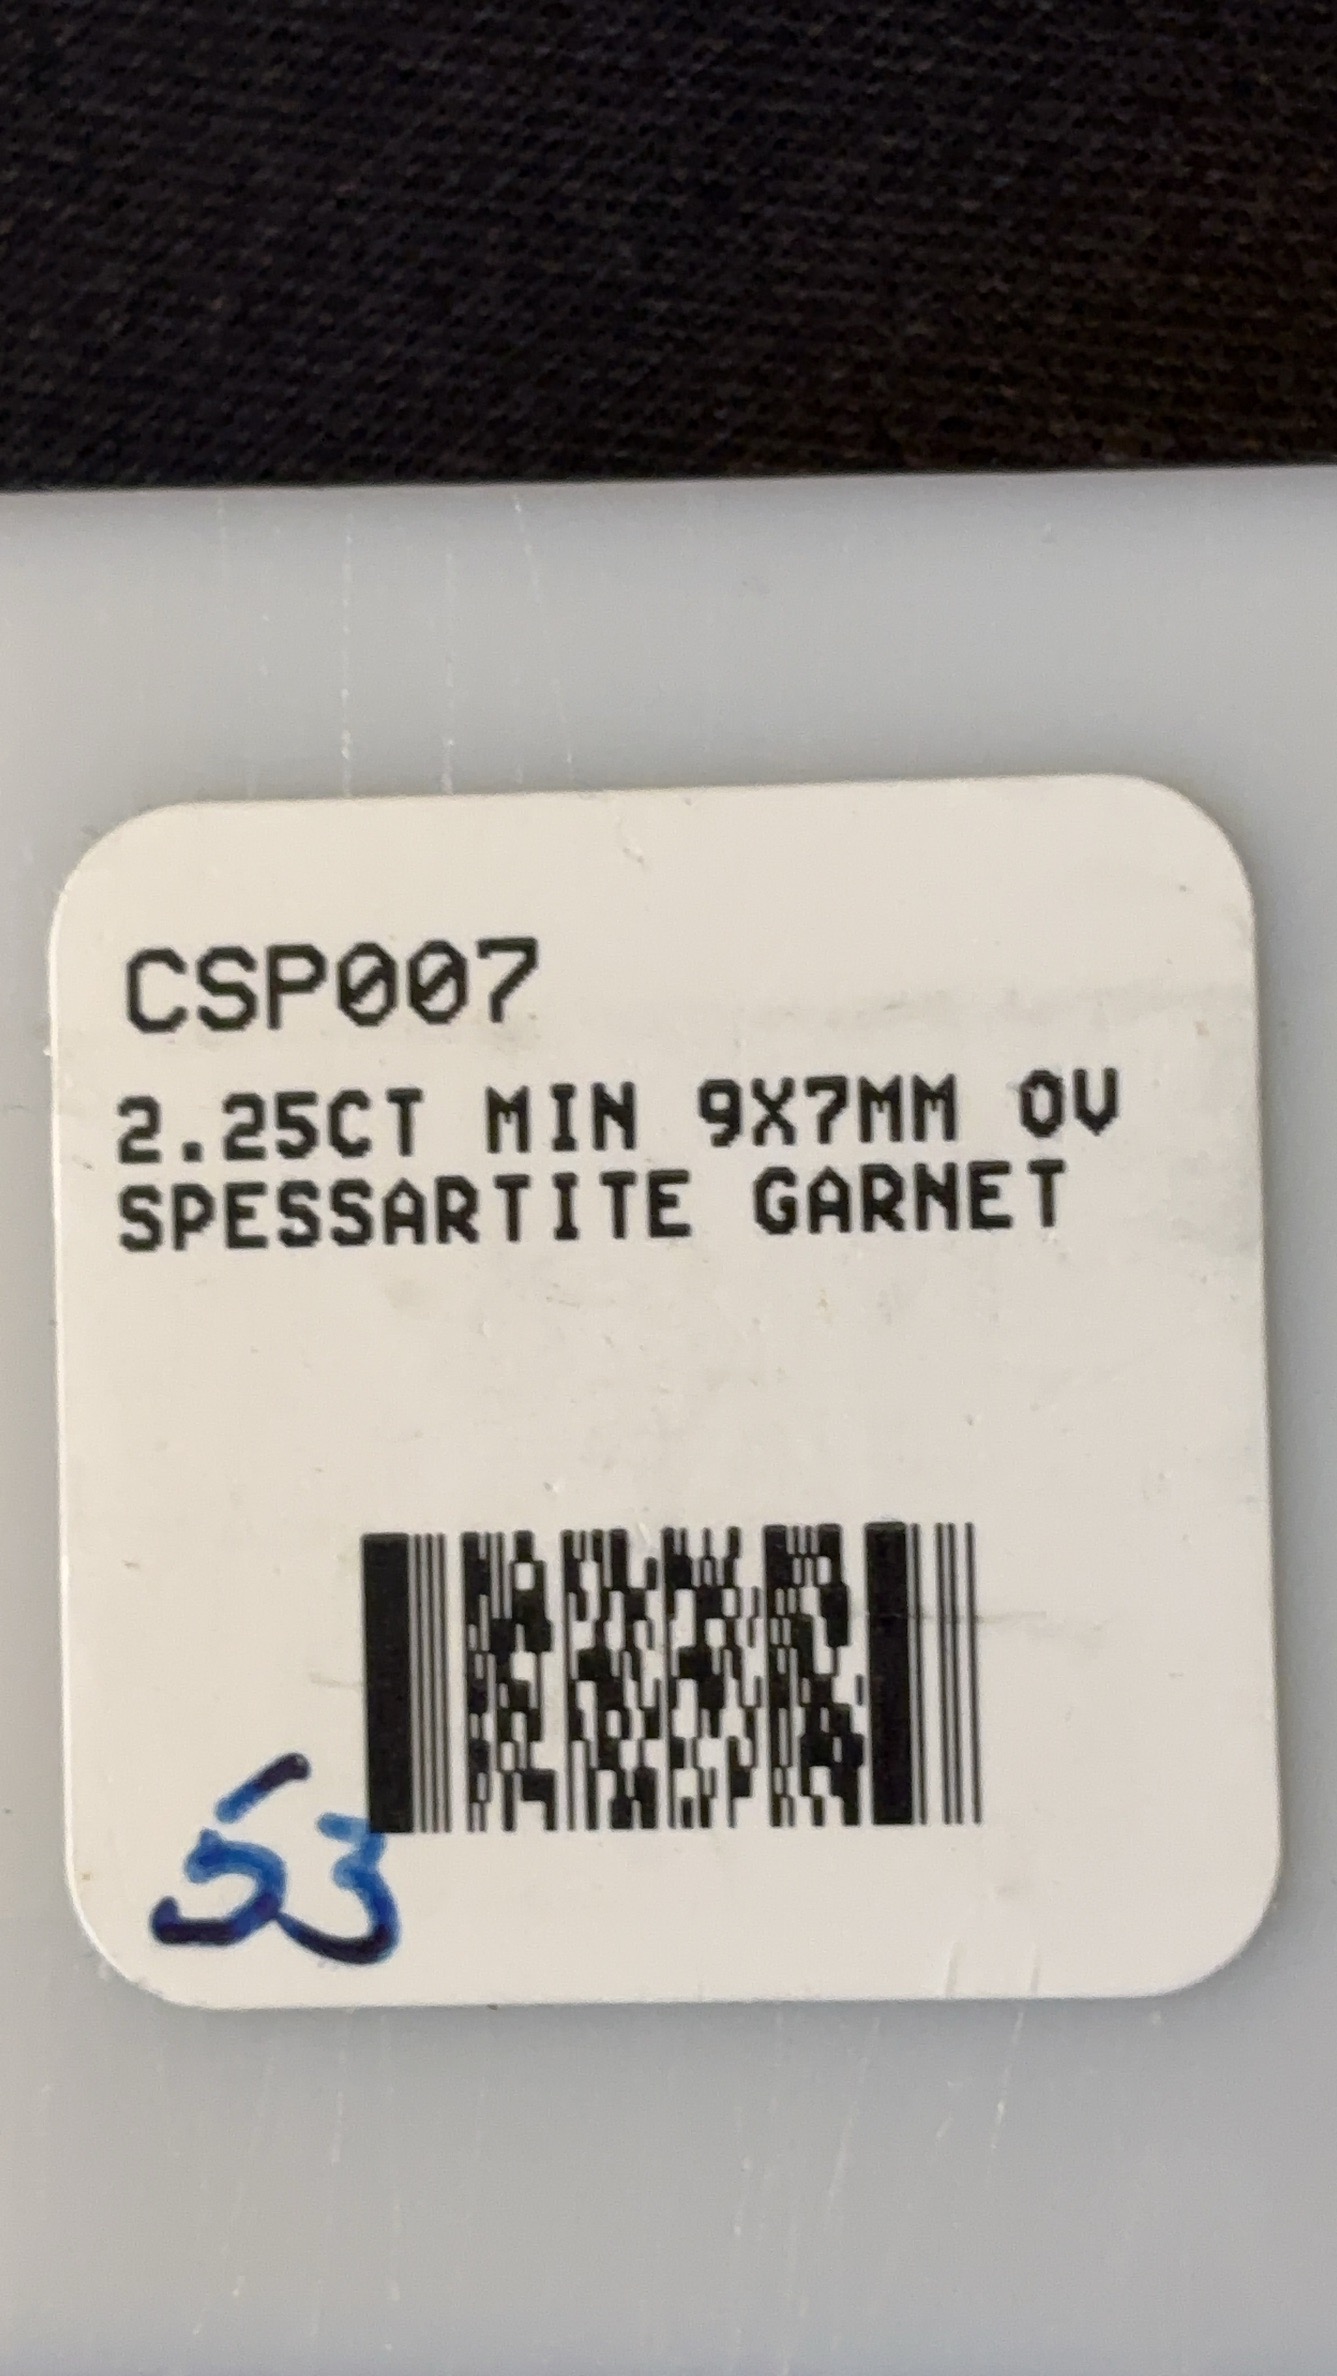 CSP007
2.25CT MIN 9X7MM OV
SPESSARTITE GARNET
53